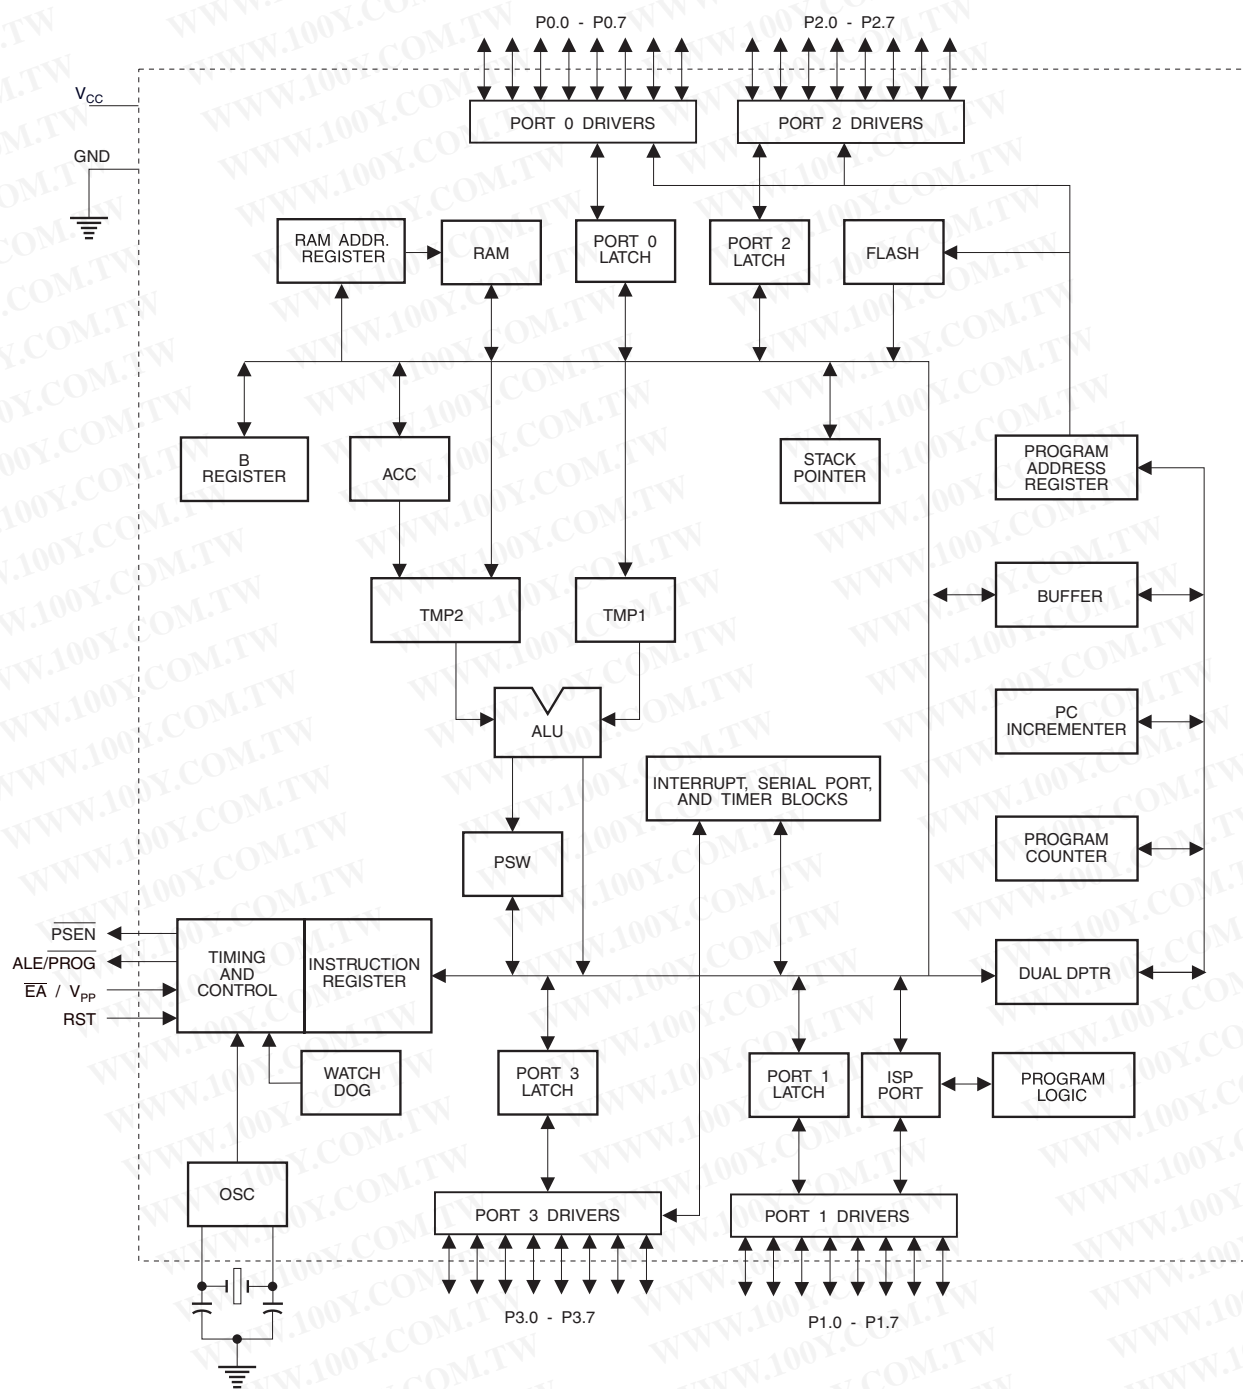 P0.0 - P0.7
P2.0 - P2.7
VCC
PORT 0 DRIVERS
PORT 2 DRIVERS
GND
RAM ADDR.
REGISTER
RAM
PORT 0
LATCH
PORT 2
LATCH
FLASH
B
REGISTER
ACC
STACK
POINTER
PROGRAM
ADDRESS
REGISTER
BUFFER
TMP2
TMP1
PC
INCREMENTER
ALU
INTERRUPT, SERIAL PORT,
AND TIMER BLOCKS
PROGRAM
COUNTER
PSW
PSEN
ALE/PROG
EA / VPP
RST
TIMING
AND
CONTROL
INSTRUCTION
REGISTER
DUAL DPTR
WATCH
DOG
PORT 3
LATCH
PORT 1
LATCH
ISP
PORT
PROGRAM
LOGIC
OSC
PORT 3 DRIVERS
PORT 1 DRIVERS
P3.0 - P3.7
P1.0 - P1.7
WWW.100Y.COM.TW